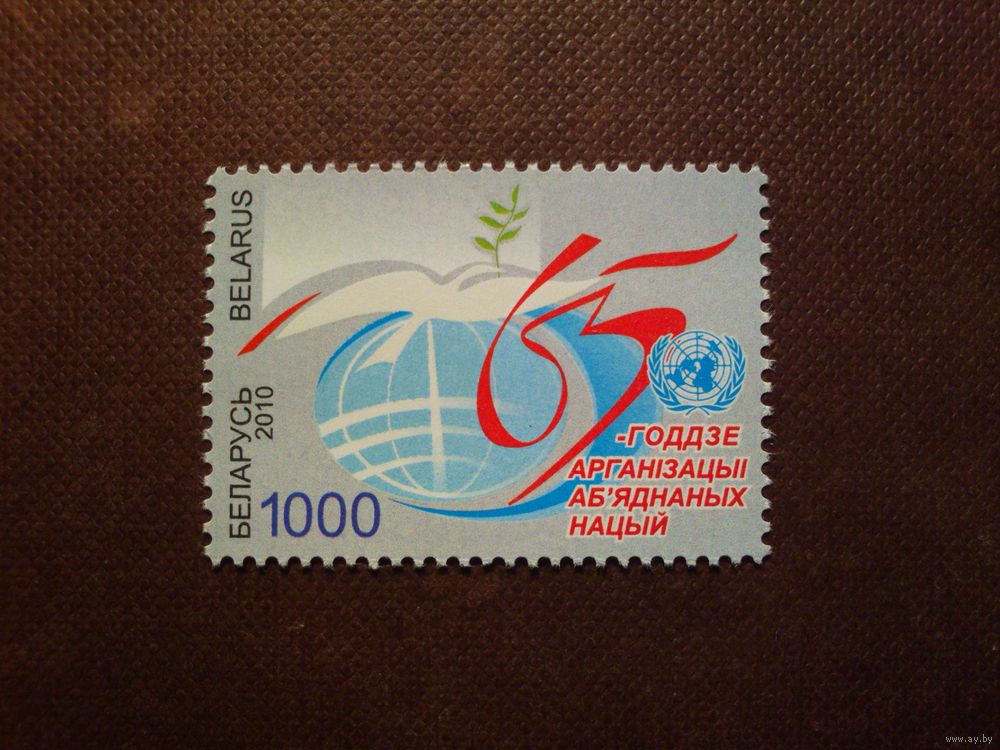 БЕЛАРУСЬ BELARUS
2010
1000
65
-ГОДДЗЕ
АРГАНІЗАЦЫІ
АБ'ЯДНАНЫХ
НАЦЫЙ
www.ay.by